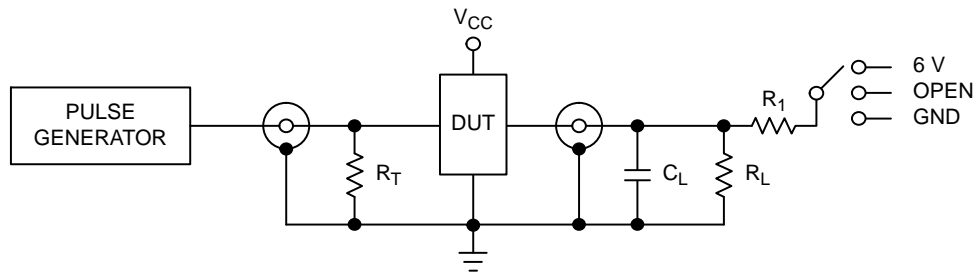 VCC
PULSE
GENERATOR
DUT
RT
CL
RL
R1
6 V
OPEN
GND